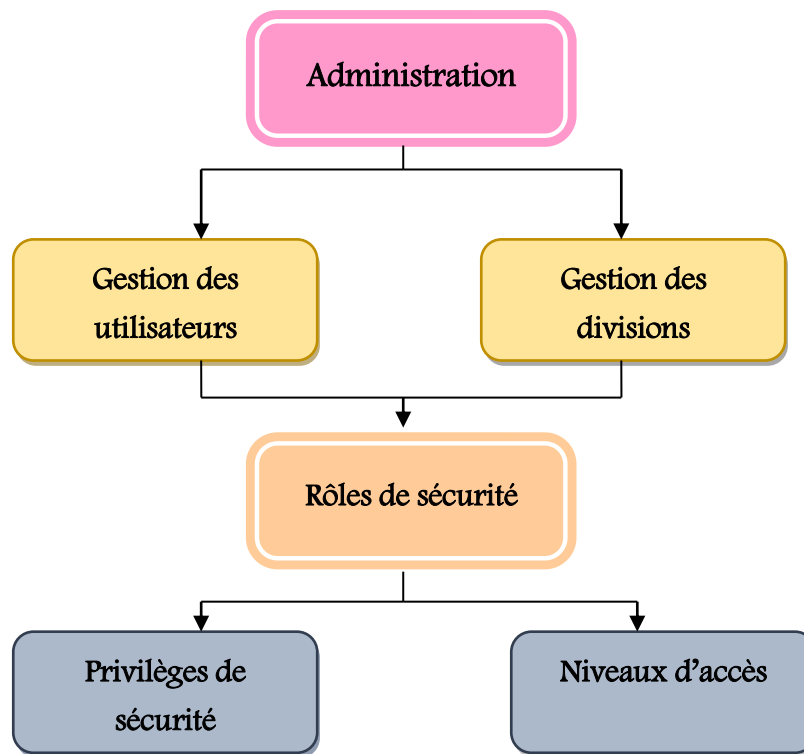 Administration
Gestion des
utilisateurs
Gestion des
divisions
Rôles de sécurité
Privilèges de
sécurité
Niveaux d’accès